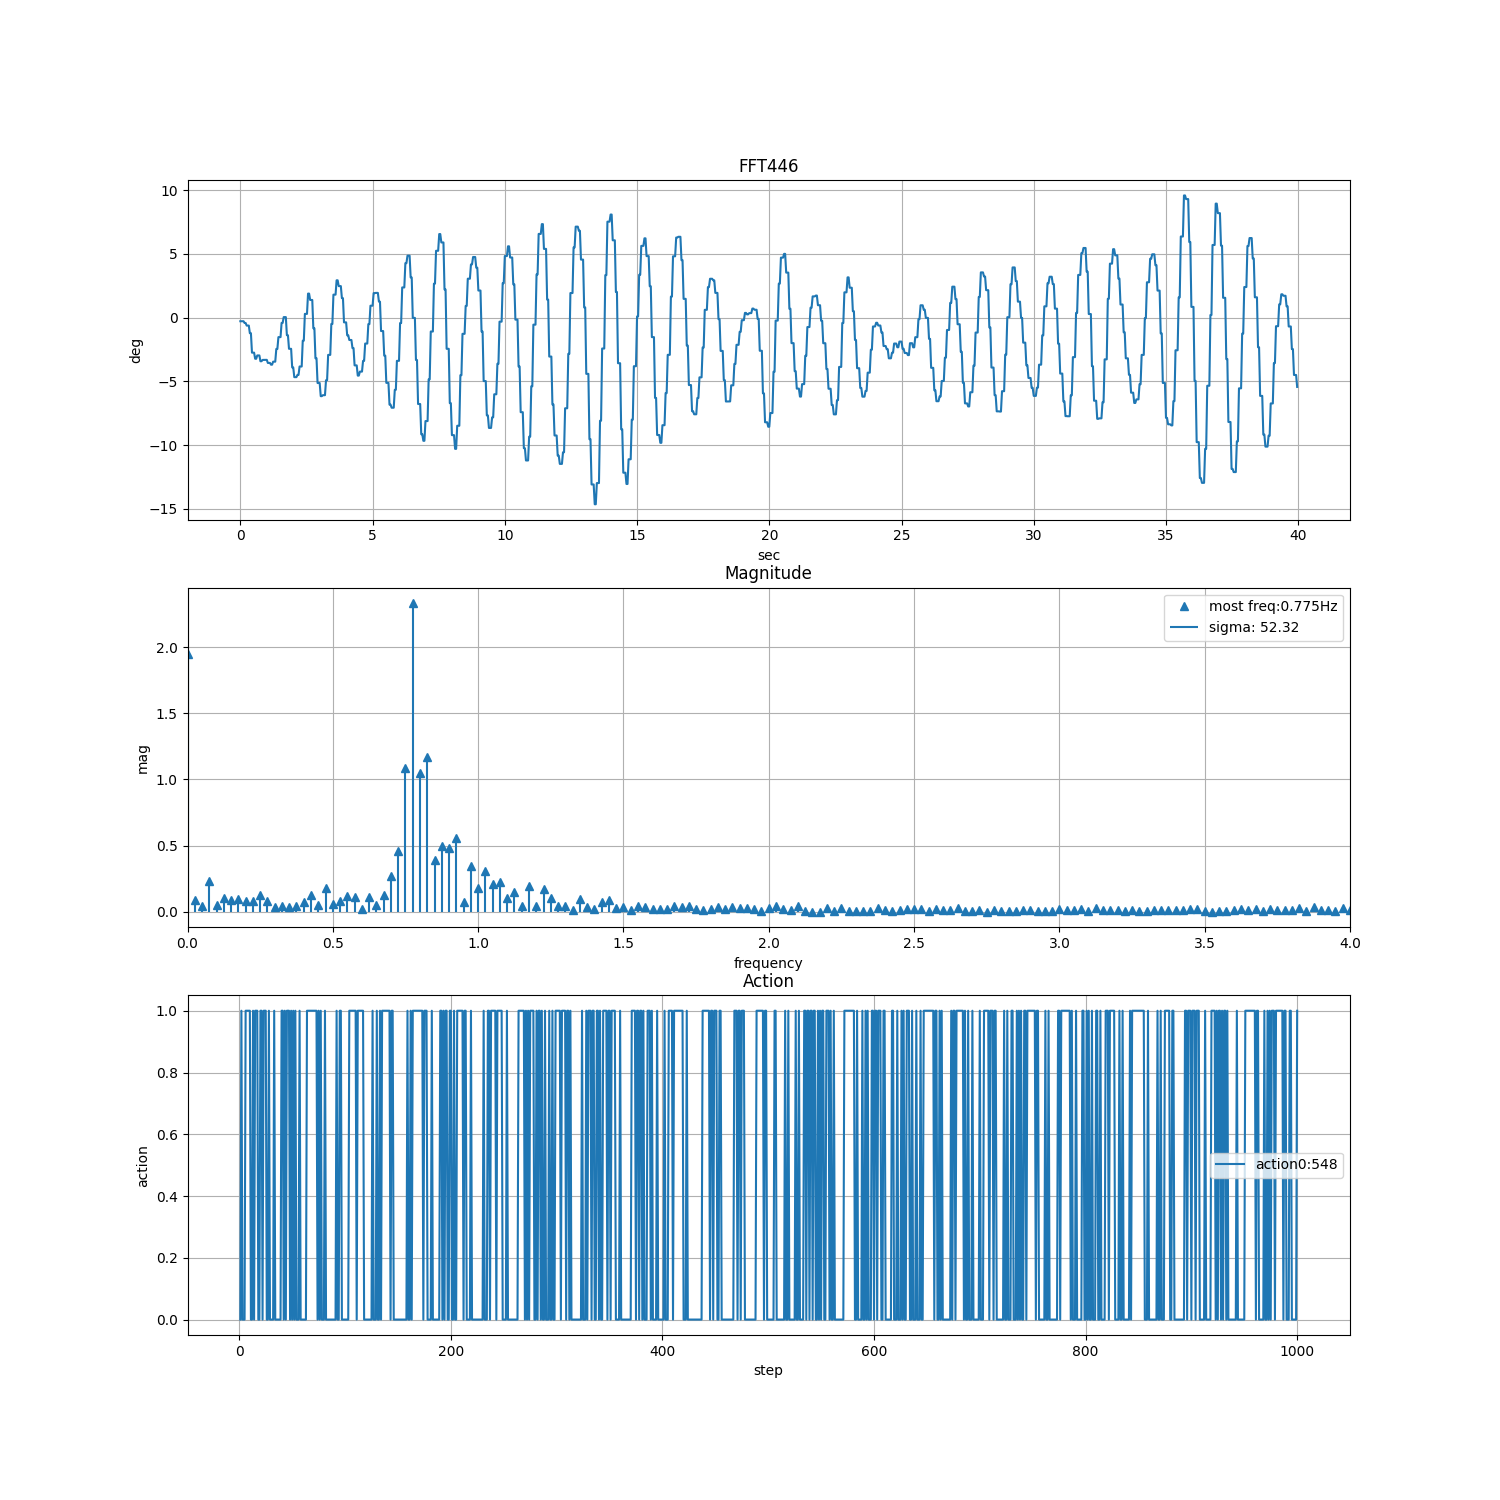 FFT446
10
5
0
−5
−10
−15
deg
0 5 10 15 20 25 30 35 40
sec
Magnitude
most freq:0.775Hz
sigma: 52.32
2.0
1.5
1.0
0.5
0.0
mag
0.0 0.5 1.0 1.5 2.0 2.5 3.0 3.5 4.0
frequency
Action
1.0
0.8
0.6
0.4
0.2
0.0
action
action0:548
0 200 400 600 800 1000
step